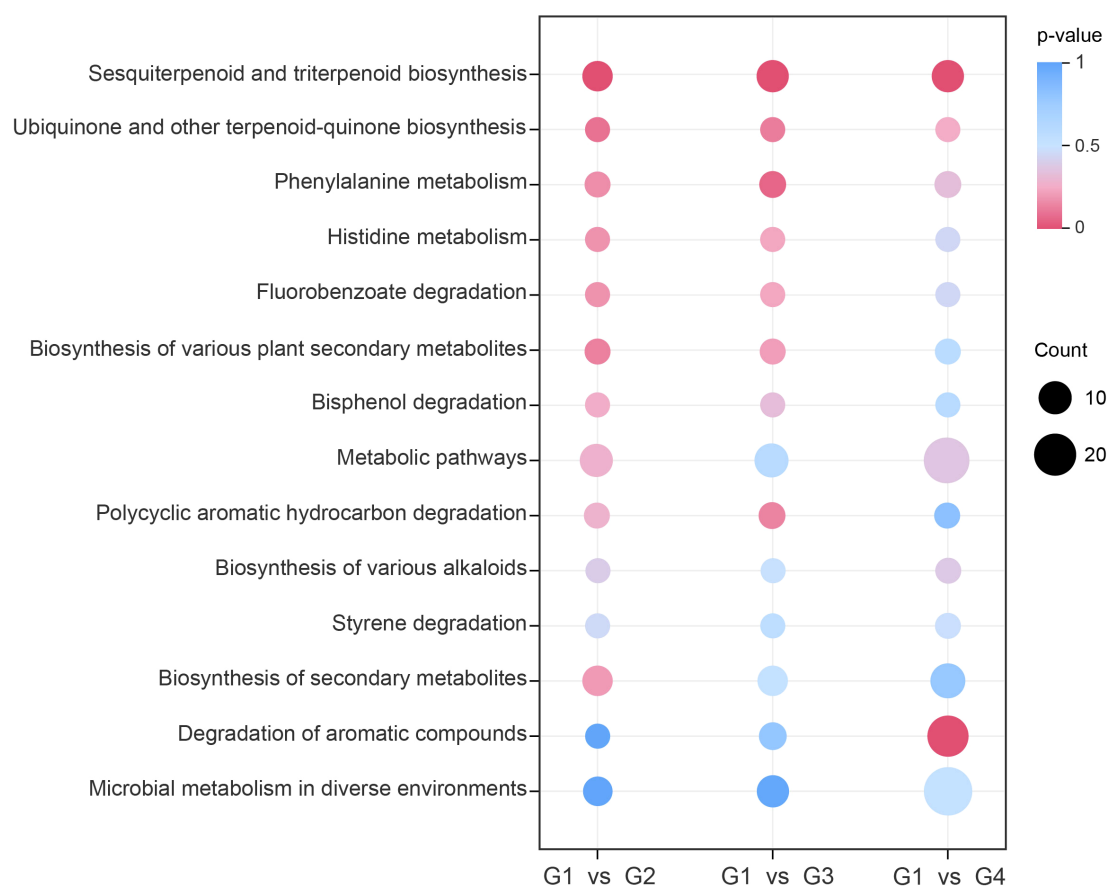 Sesquiterpenoid and triterpenoid biosynthesis
Ubiquinone and other terpenoid-quinone biosynthesis
Phenylalanine metabolism
Histidine metabolism
Fluorobenzoate degradation
Biosynthesis of various plant secondary metabolites
Bisphenol degradation
Metabolic pathways
Polycyclic aromatic hydrocarbon degradation
Biosynthesis of various alkaloids
Styrene degradation
Biosynthesis of secondary metabolites
Degradation of aromatic compounds
Microbial metabolism in diverse environments
G1 vs G2
G1 vs G3
G1 vs G4
p-value
1
0.5
0
Count
10
20